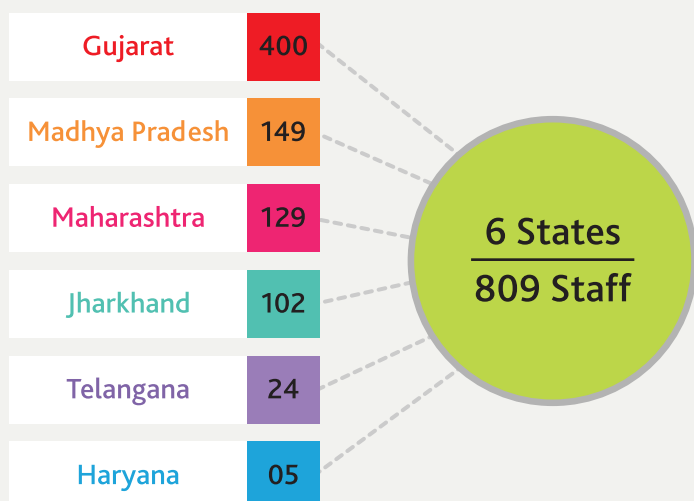 Gujarat 400
Madhya Pradesh 149
Maharashtra 129
Jharkhand 102
Telangana 24
Haryana 05
6 States
809 Staff